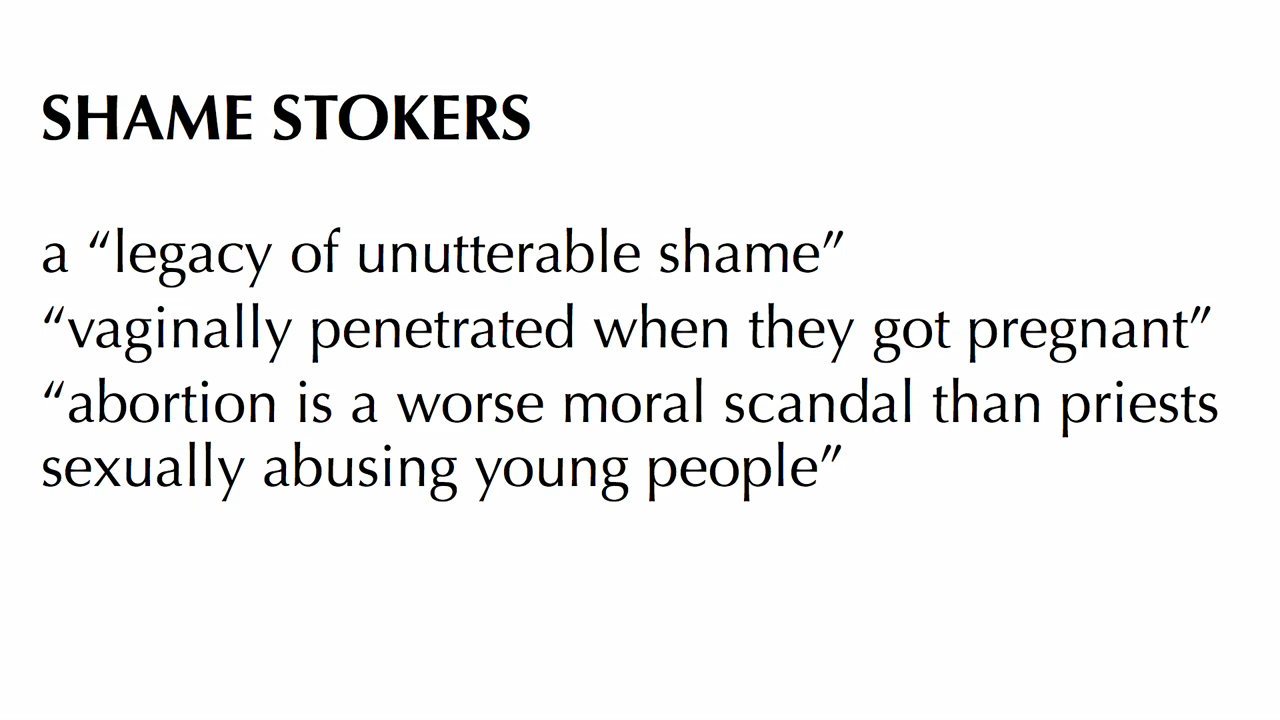 SHAME STOKERS
a “legacy of unutterable shame”
“vaginally penetrated when they got pregnant”
“abortion is a worse moral scandal than priests
sexually abusing young people”